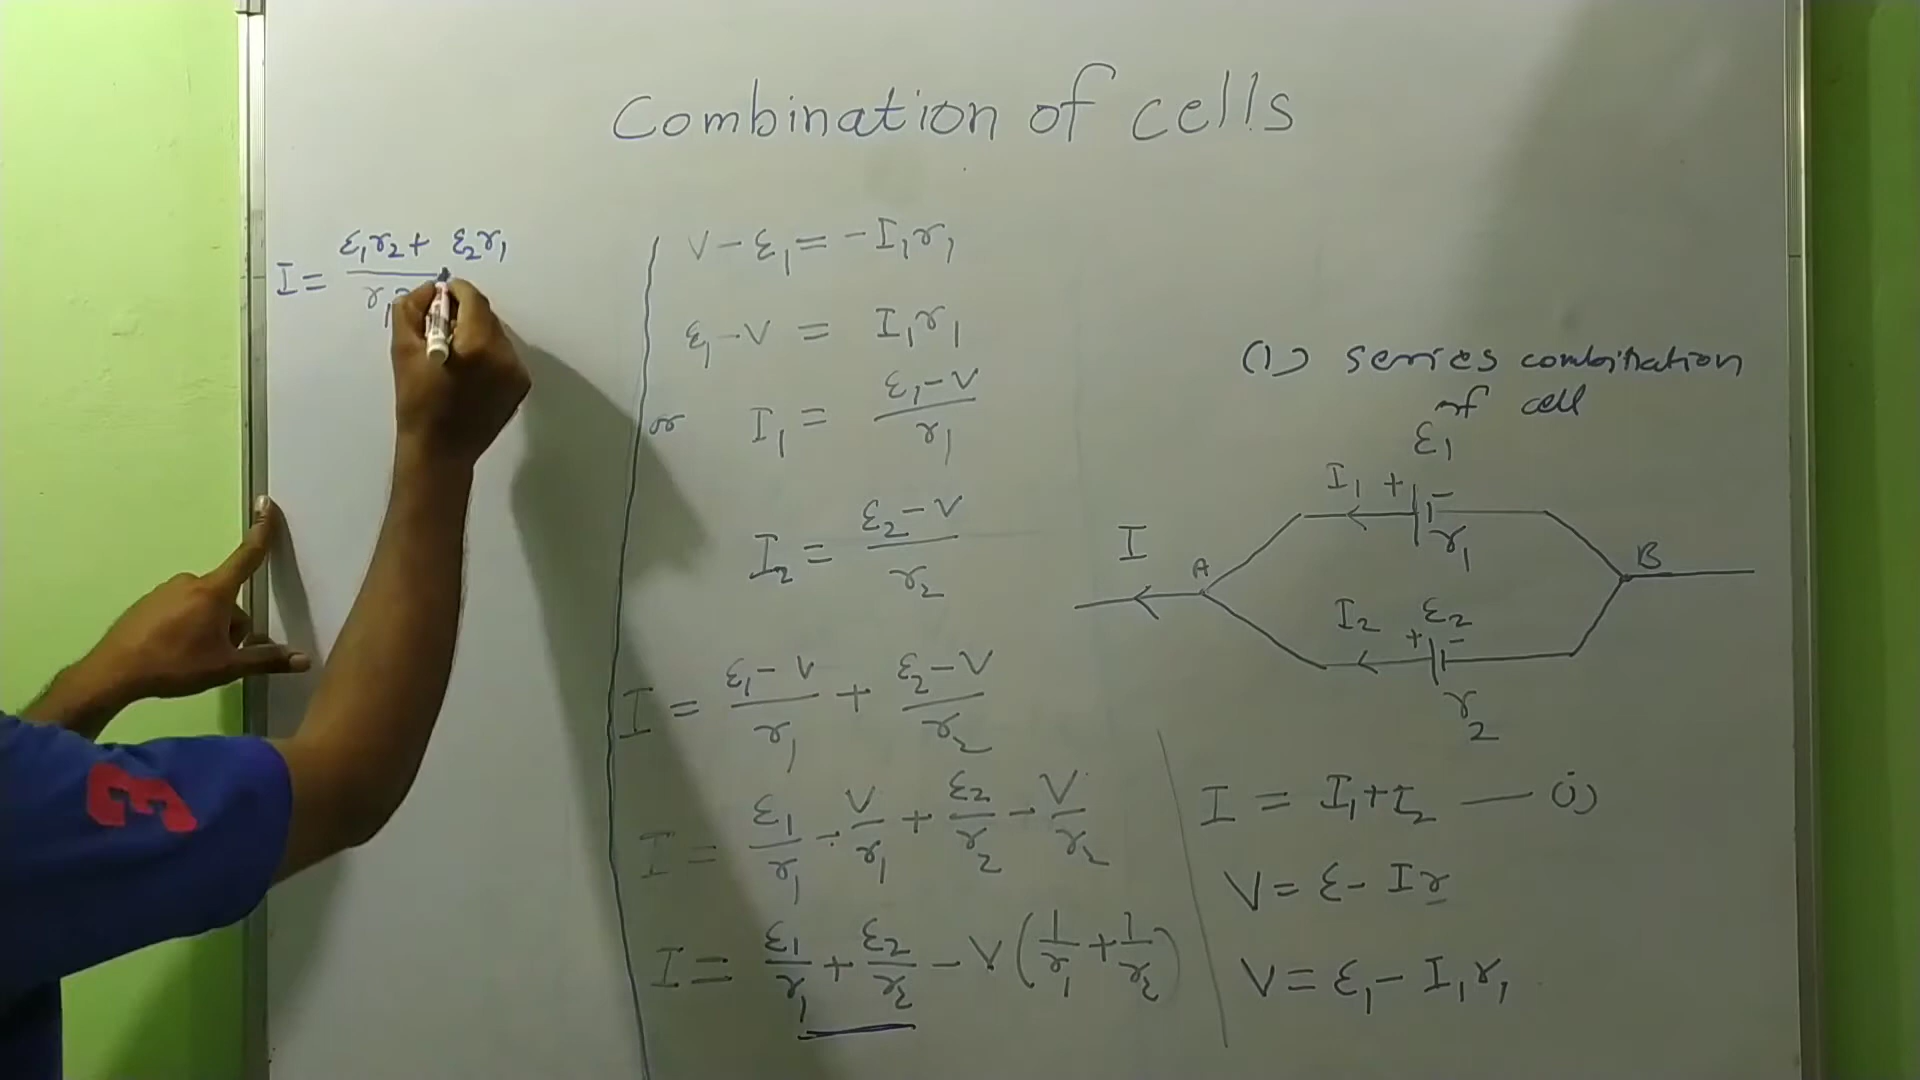 Combination of cells
I = ε₁r₂ + ε₂r₁ / r₁
V - ε₁ = -I₁r₁
ε₁ - V = I₁r₁
or I₁ = ε₁ - V / r₁
I₂ = ε₂ - V / r₂
I = ε₁ - V / r₁ + ε₂ - V / r₂
I = ε₁/r₁ - V/r₁ + ε₂/r₂ - V/r₂
I = ε₁/r₁ + ε₂/r₂ - V(1/r₁ + 1/r₂)
(1) series combination
of cell
ε₁
I₁ + -
r₁
I
A
B
I₂ ε₂
+ -
r₂
I = I₁ + I₂ — (i)
V = ε - Ir
V = ε₁ - I₁r₁